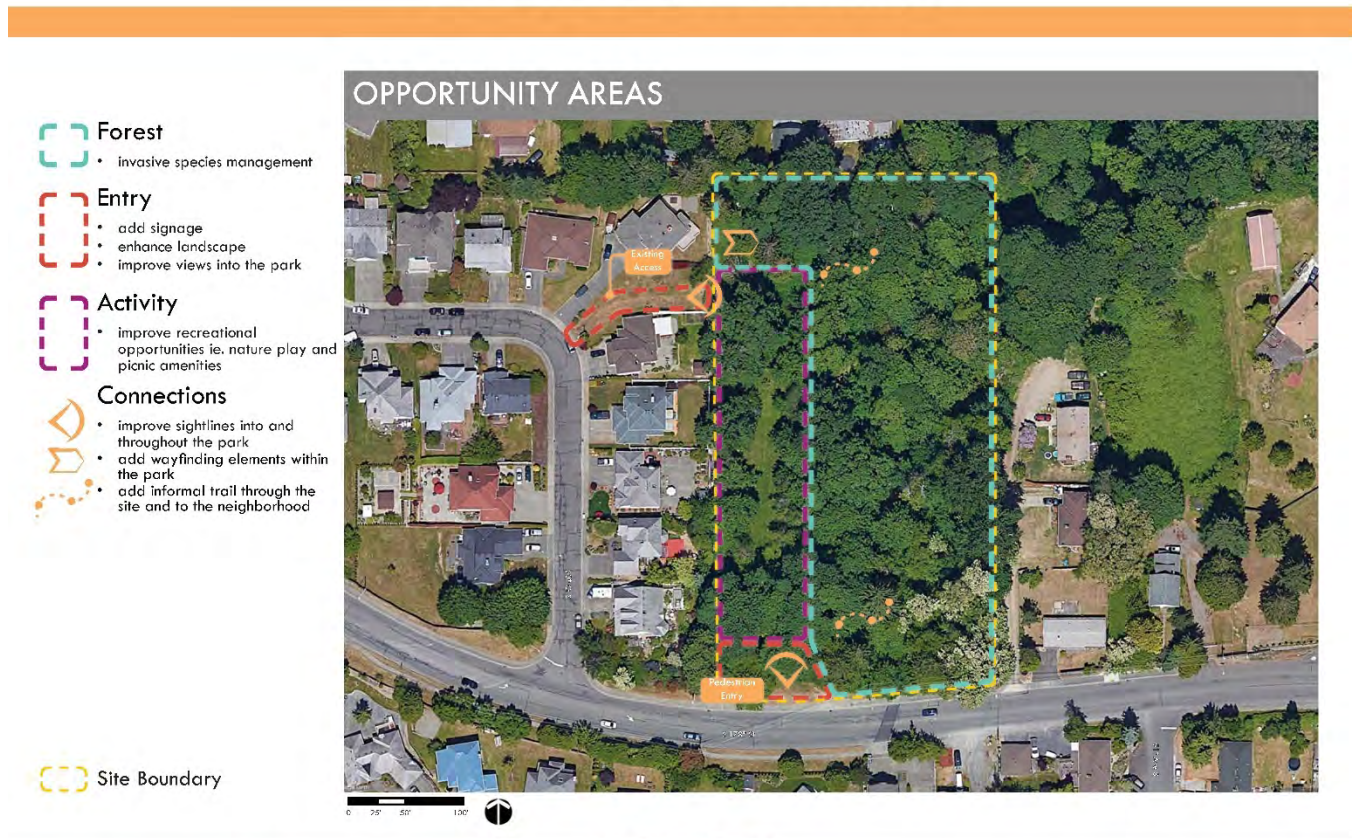 OPPORTUNITY AREAS
Forest
• invasive species management
Entry
• add signage
• enhance landscape
• improve views into the park
Activity
• improve recreational
opportunities ie. nature play and
picnic amenities
Connections
• improve sightlines into and
throughout the park
• add wayfinding elements within
the park
• add informal trail through the
site and to the neighborhood
Site Boundary
Existing
Access
Pedestrian
Entry
0 25' 50' 100'